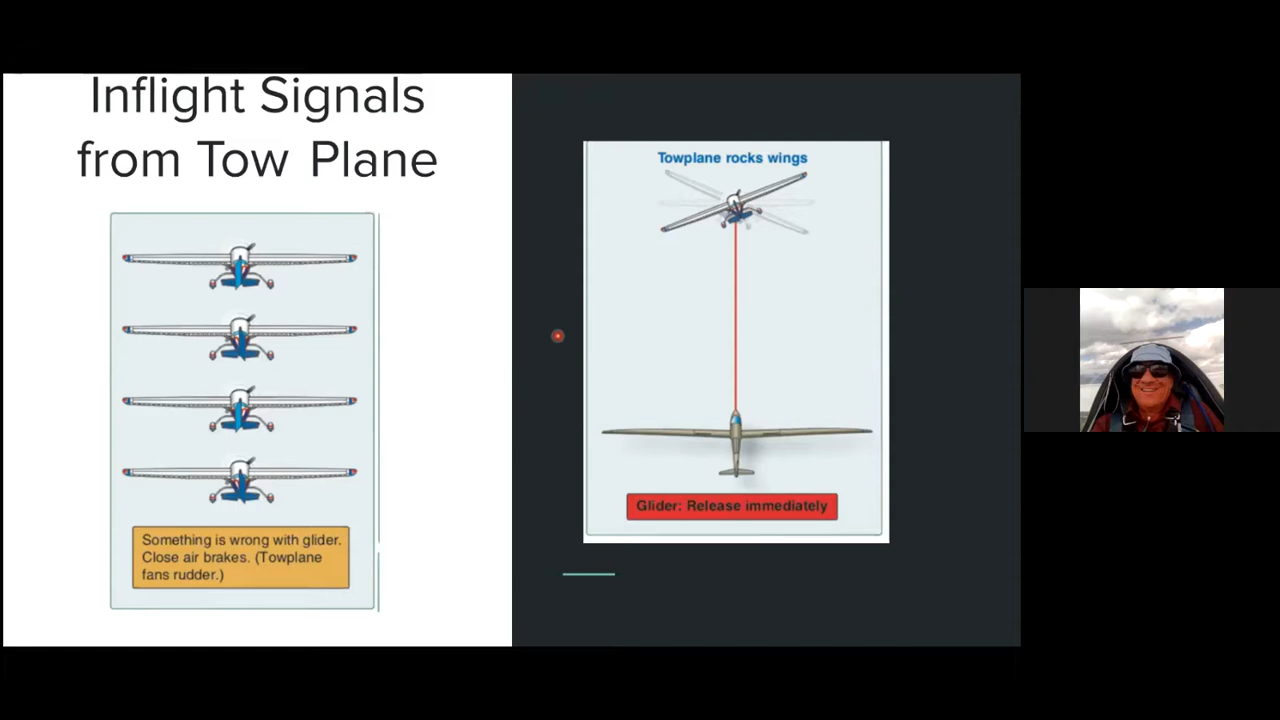 Inflight Signals
from Tow Plane
Something is wrong with glider.
Close air brakes. (Towplane
fans rudder.)
Towplane rocks wings
Glider: Release immediately